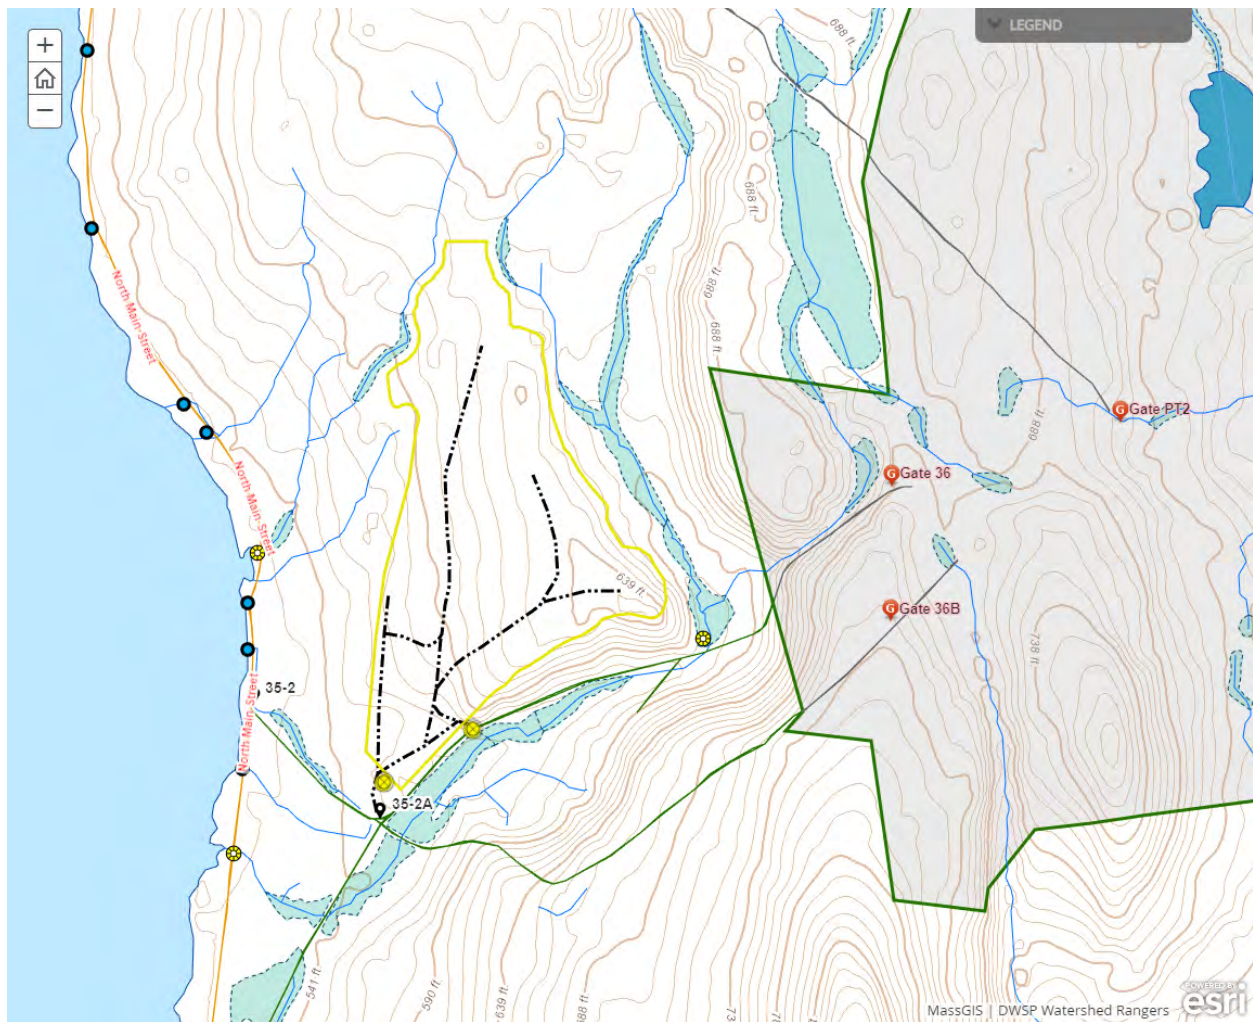 +
−
LEGEND
688 ft
688 ft
688 ft
688 ft
North Main Street
Gate PT2
688 ft
Gate 36
North Main Street
639 ft
Gate 36B
738 ft
35-2
North Main Street
35-2A
541 ft
590 ft
639 ft
MassGIS | DWSP Watershed Rangers
POWERED BY
esri